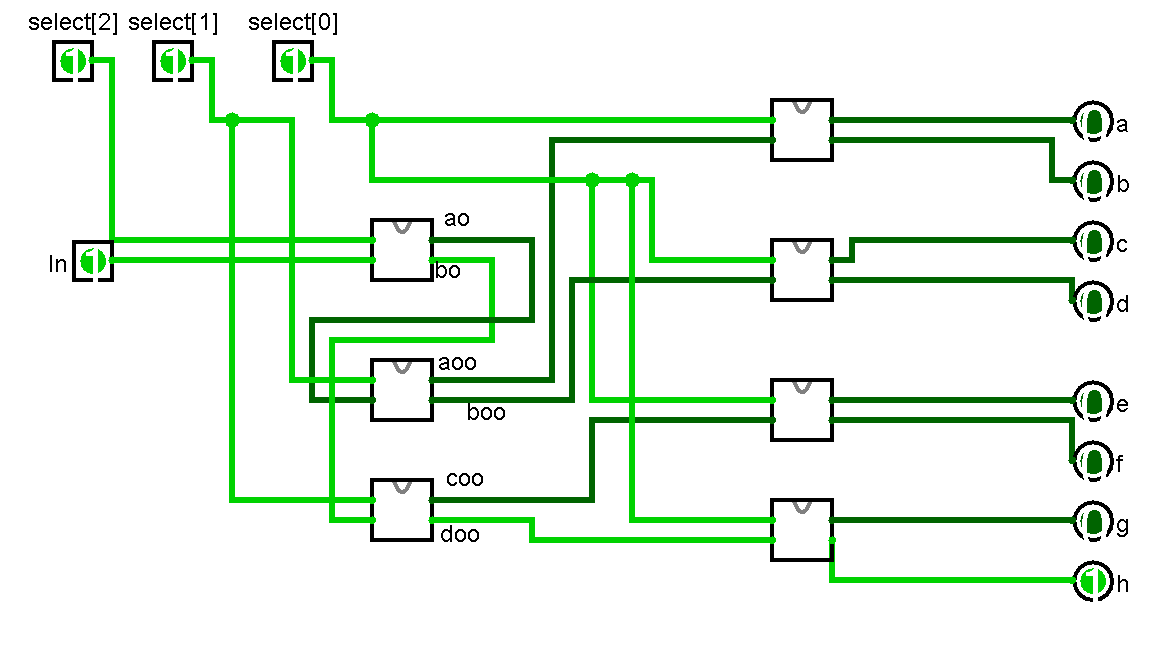 select[2] select[1] select[0]
1 1 1
a
b
ao
c
In 1
bo
d
aoo
e
boo
f
coo
g
doo
1 h